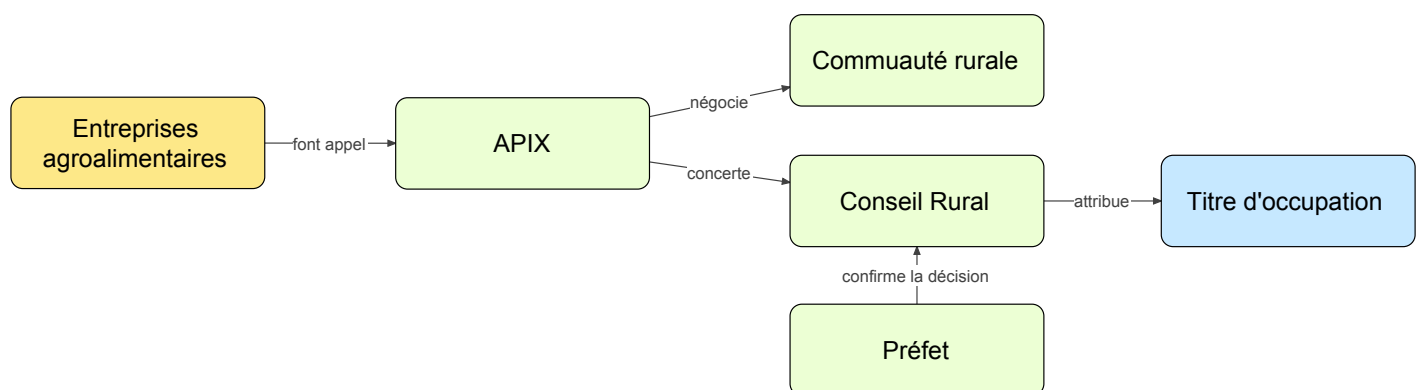 Entreprises
agroalimentaires
font appel
APIX
négocie
concerte
Commuauté rurale
Conseil Rural
attribue
Titre d'occupation
confirme la décision
Préfet